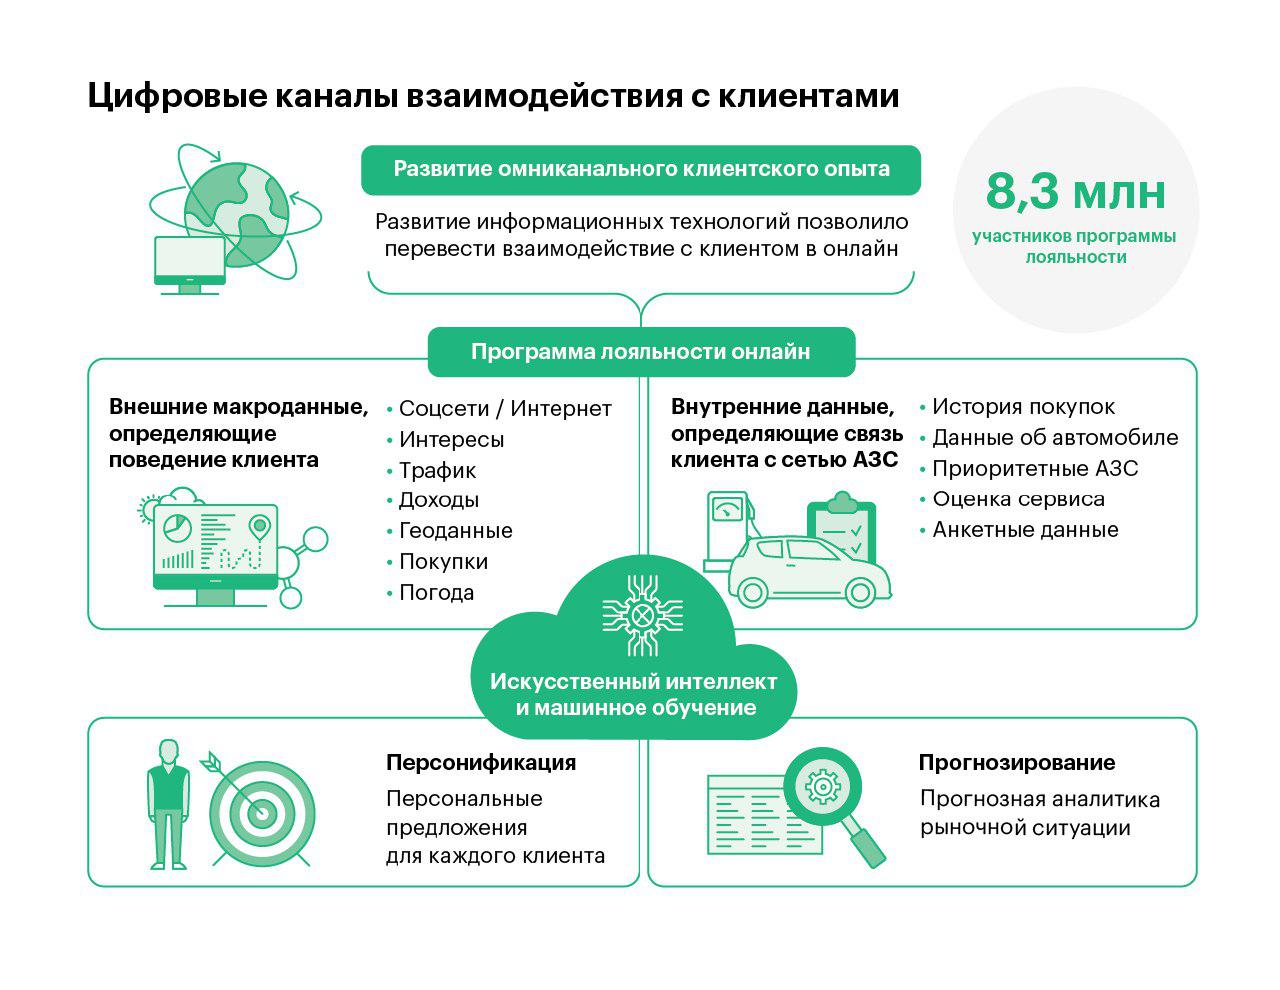 Цифровые каналы взаимодействия с клиентами
Развитие омниканального клиентского опыта
Развитие информационных технологий позволило
перевести взаимодействие с клиентом в онлайн
8,3 млн
участников программы
лояльности
Программа лояльности онлайн
Внешние макроданные,
определяющие
поведение клиента
• Соцсети / Интернет
• Интересы
• Трафик
• Доходы
• Геоданные
• Покупки
• Погода
Внутренние данные,
определяющие связь
клиента с сетью АЗС
• История покупок
• Данные об автомобиле
• Приоритетные АЗС
• Оценка сервиса
• Анкетные данные
Искусственный интеллект
и машинное обучение
Персонификация
Персональные
предложения
для каждого клиента
Прогнозирование
Прогнозная аналитика
рыночной ситуации